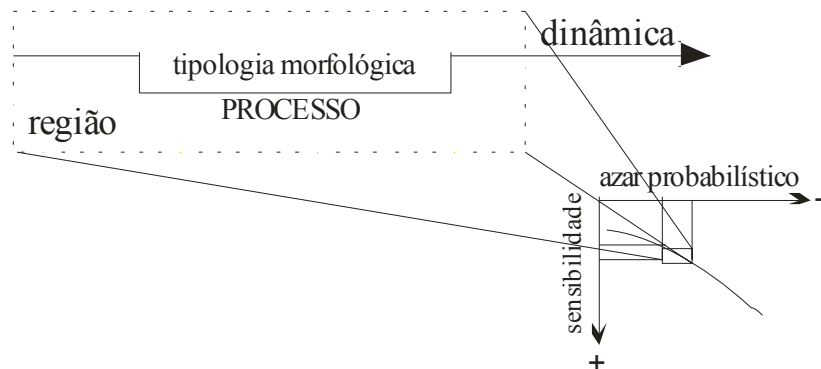 dinâmica
tipologia morfológica
PROCESSO
região
azar probabilístico
-
sensibilidade
+